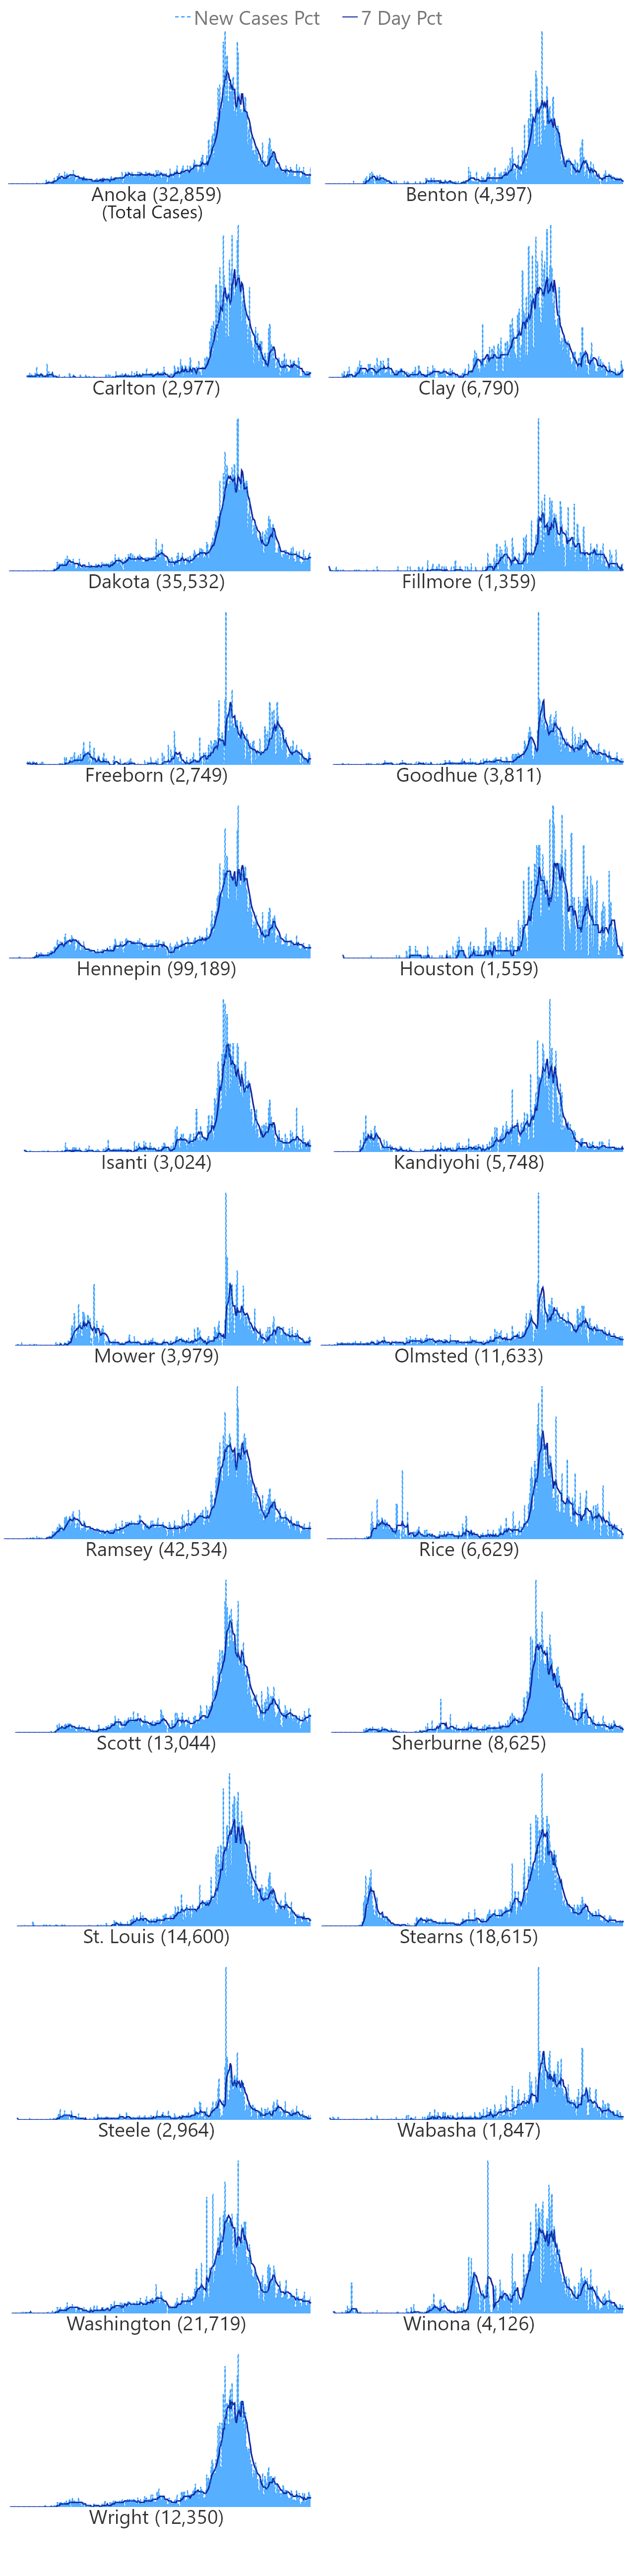 New Cases Pct 7 Day Pct
Anoka (32,859)
(Total Cases)
Benton (4,397)
Carlton (2,977)
Clay (6,790)
Dakota (35,532)
Fillmore (1,359)
Freeborn (2,749)
Goodhue (3,811)
Hennepin (99,189)
Houston (1,559)
Isanti (3,024)
Kandiyohi (5,748)
Mower (3,979)
Olmsted (11,633)
Ramsey (42,534)
Rice (6,629)
Scott (13,044)
Sherburne (8,625)
St. Louis (14,600)
Stearns (18,615)
Steele (2,964)
Wabasha (1,847)
Washington (21,719)
Winona (4,126)
Wright (12,350)